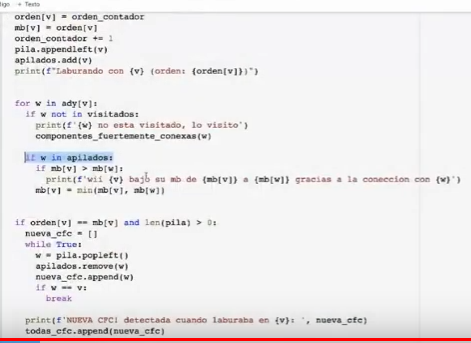 tigo → Texto
orden[v] = orden_contador
mb[v] = orden[v]
orden_contador += 1
pila.appendleft(v)
apilados.add(v)
print(f"Laburando con {v} (orden: {orden[v]})")
for w in ady[v]:
if w not in visitados:
print(f'{w} no esta visitado, lo visito')
componentes_fuertemente_conexas(w)
if w in apilados:
if mb[v] > mb[w]:
print(f'wii {v} bajó su mb de {mb[v]} a {mb[w]} gracias a la coneccion con {w}')
mb[v] = min(mb[v], mb[w])
if orden[v] == mb[v] and len(pila) > 0:
nueva_cfc = []
while True:
w = pila.popleft()
apilados.remove(w)
nueva_cfc.append(w)
if w == v:
break
print(f'NUEVA CFC! detectada cuando laburaba en {v}: ', nueva_cfc)
todas_cfc.append(nueva_cfc)